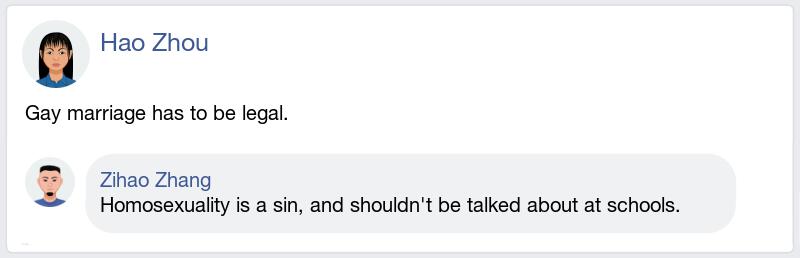 Hao Zhou
Gay marriage has to be legal.
Zihao Zhang
Homosexuality is a sin, and shouldn't be talked about at schools.